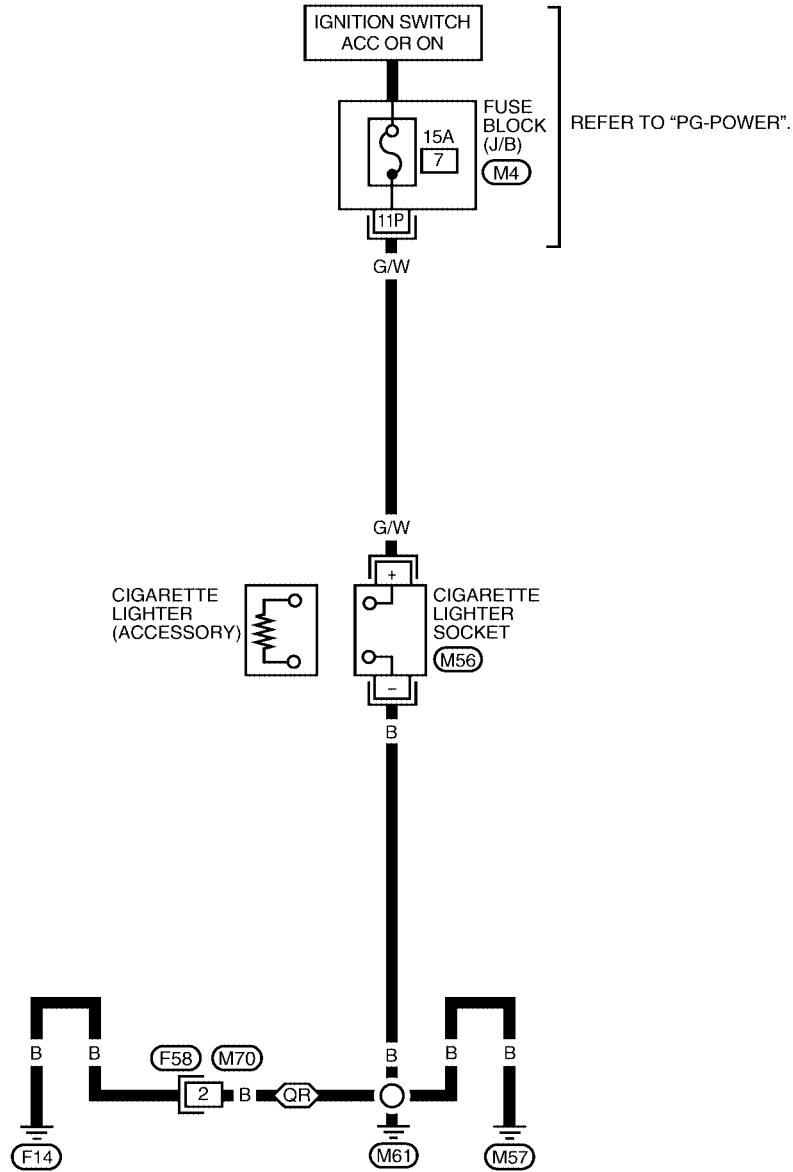 IGNITION SWITCH
ACC OR ON
FUSE
BLOCK
(J/B)
M4
REFER TO “PG-POWER”.
15A
7
11P
G/W
G/W
CIGARETTE
LIGHTER
(ACCESSORY)
+
CIGARETTE
LIGHTER
SOCKET
M56
–
B
B
B
F58
M70
B
B
B
2
B
QR
F14
M61
M57